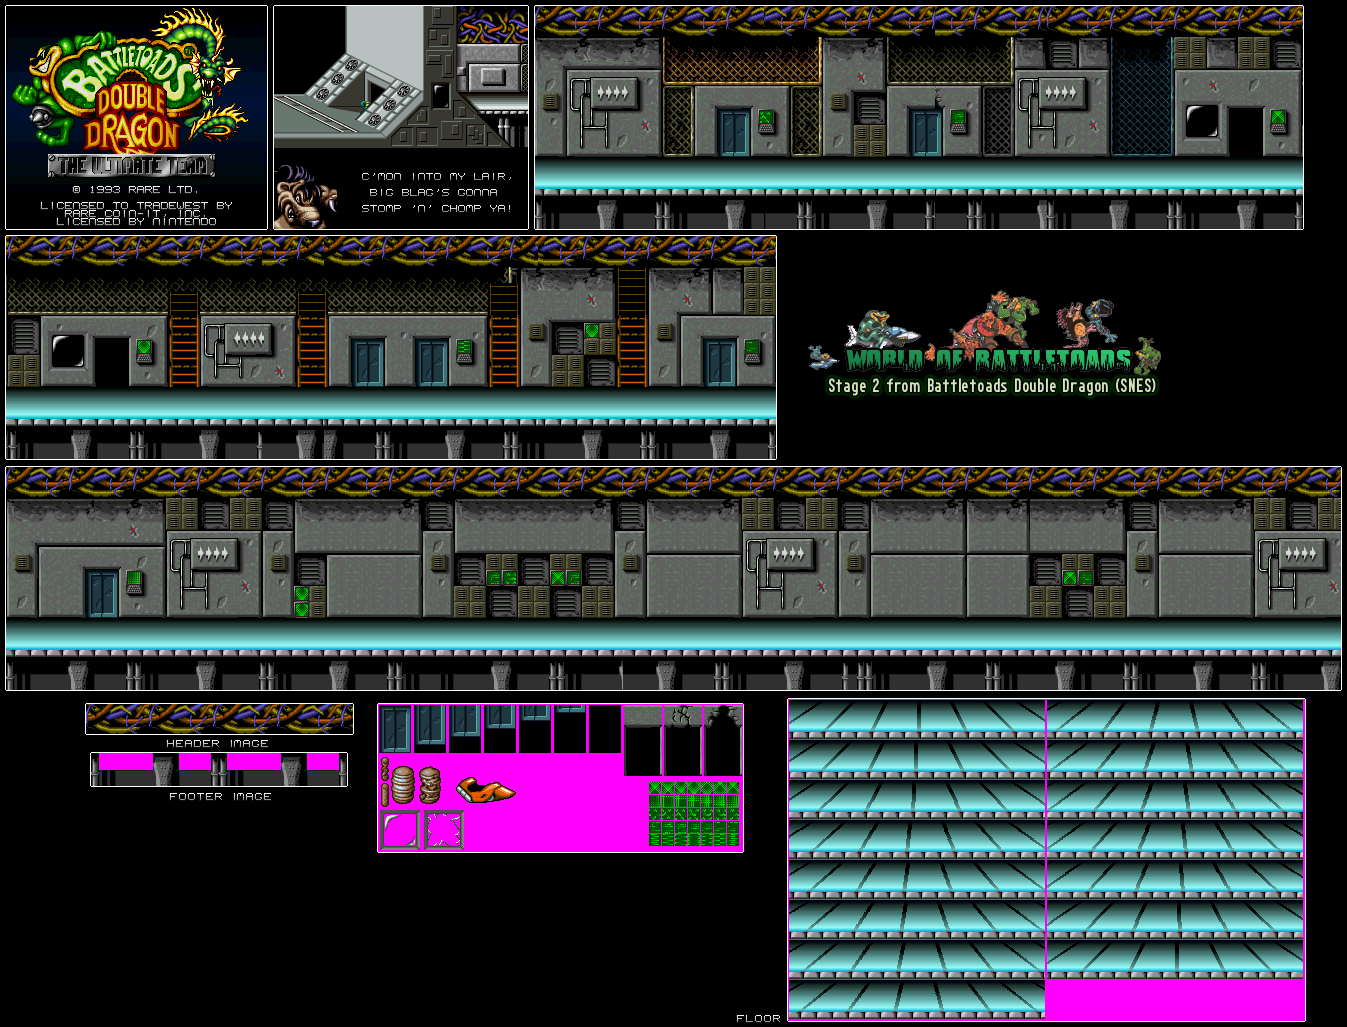 BATTLETOADS
DOUBLE
DRAGON
THE ULTIMATE TEAM
© 1993 RARE LTD.
LICENSED TO TRADEWEST BY
RARE COIN-IT, INC.
LICENSED BY NINTENDO
C'MON INTO MY LAIR,
BIG BLAG'S GONNA
STOMP 'N' CHOMP YA!
WORLD OF BATTLETOADS
Stage 2 from Battletoads Double Dragon (SNES)
HEADER IMAGE
FOOTER IMAGE
FLOOR